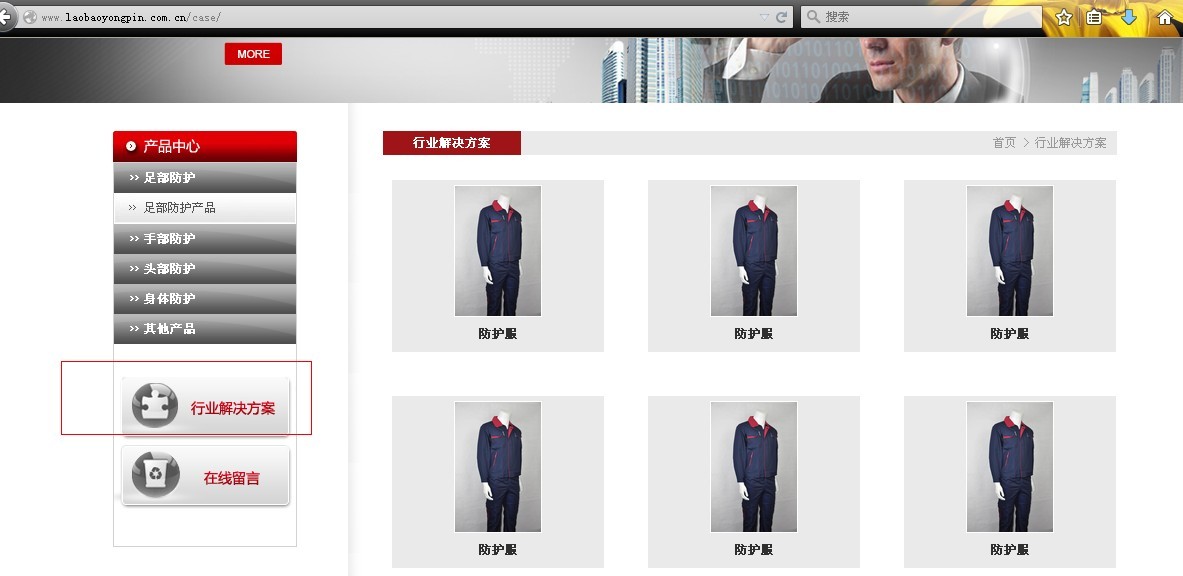 www.laobaoyongpin.com.cn/case/
搜索
MORE
产品中心
>> 足部防护
>> 足部防护产品
>> 手部防护
>> 头部防护
>> 身体防护
>> 其他产品
行业解决方案
在线留言
行业解决方案
首页 > 行业解决方案
防护服
防护服
防护服
防护服
防护服
防护服